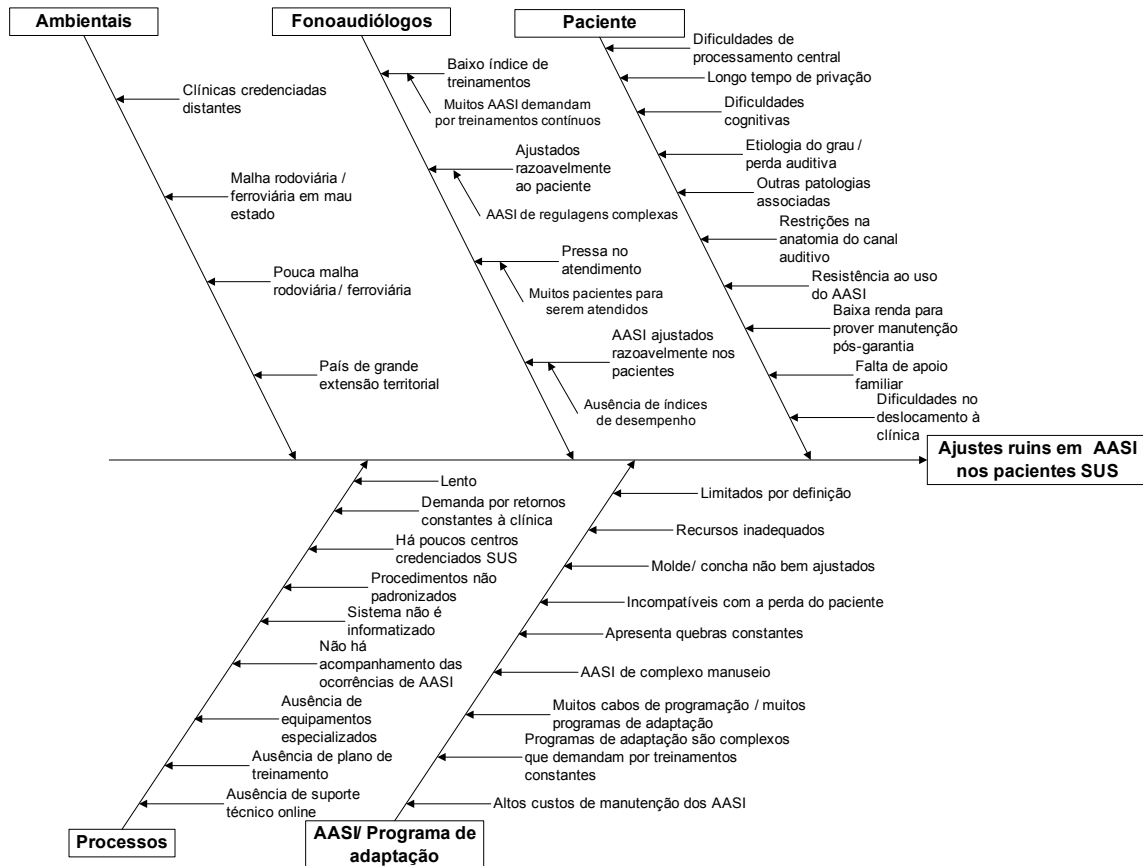 Ambientais
Clínicas credenciadas
distantes
Malha rodoviária /
ferroviária em mau
estado
Pouca malha
rodoviária/ ferroviária
País de grande
extensão territorial
Fonoaudiólogos
Baixo índice de
treinamentos
Muitos AASI demandam
por treinamentos contínuos
Ajustados
razoavelmente
ao paciente
AASI de regulagens complexas
Pressa no
atendimento
Muitos pacientes para
serem atendidos
AASI ajustados
razoavelmente nos
pacientes
Ausência de índices
de desempenho
Paciente
Dificuldades de
processamento central
Longo tempo de privação
Dificuldades
cognitivas
Etiologia do grau /
perda auditiva
Outras patologias
associadas
Restrições na
anatomia do canal
auditivo
Resistência ao uso
do AASI
Baixa renda para
prover manutenção
pós-garantia
Falta de apoio
familiar
Dificuldades no
deslocamento à
clínica
Ajustes ruins em AASI
nos pacientes SUS
Lento
Demanda por retornos
constantes à clínica
Há poucos centros
credenciados SUS
Procedimentos não
padronizados
Sistema não é
informatizado
Não há
acompanhamento das
ocorrências de AASI
Ausência de
equipamentos
especializados
Ausência de plano de
treinamento
Ausência de suporte
técnico online
Processos
Limitados por definição
Recursos inadequados
Molde/ concha não bem ajustados
Incompatíveis com a perda do paciente
Apresenta quebras constantes
AASI de complexo manuseio
Muitos cabos de programação / muitos
programas de adaptação
Programas de adaptação são complexos
que demandam por treinamentos
constantes
Altos custos de manutenção dos AASI
AASI/ Programa de
adaptação